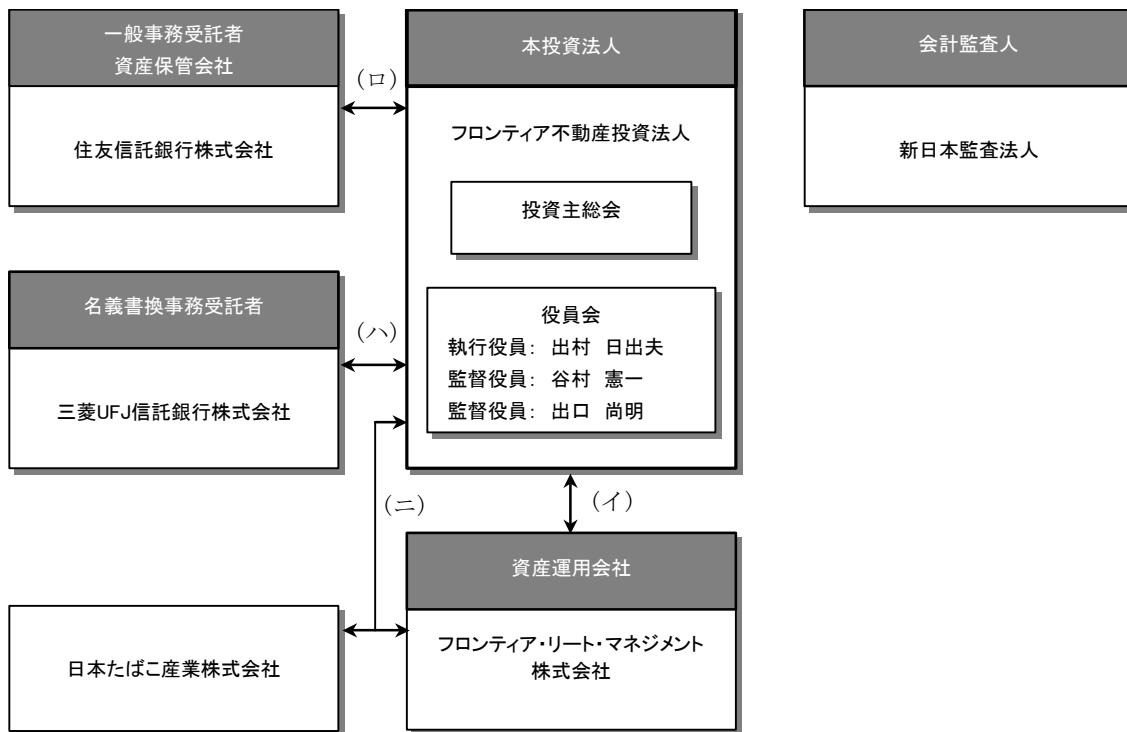 一般事務受託者
資産保管会社
住友信託銀行株式会社
(ロ)
本投資法人
フロンティア不動産投資法人
投資主総会
役員会
執行役員： 出村 日出夫
監督役員： 谷村 憲一
監督役員： 出口 尚明
会計監査人
新日本監査法人
名義書換事務受託者
三菱UFJ信託銀行株式会社
(ハ)
(ニ)
(イ)
資産運用会社
フロンティア・リート・マネジメント
株式会社
日本たばこ産業株式会社